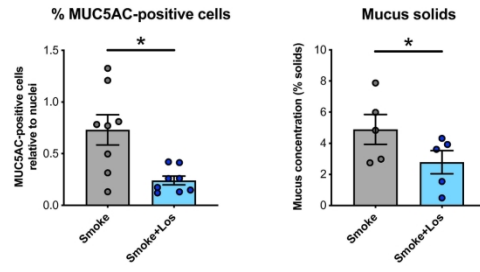 % MUC5AC-positive cells
*
MUC5AC-positive cells
relative to nuclei
1.5
1.0
0.5
0.0
Smoke
Smoke+Los
Mucus solids
*
Mucus concentration (% solids)
10
8
6
4
2
0
Smoke
Smoke+Los